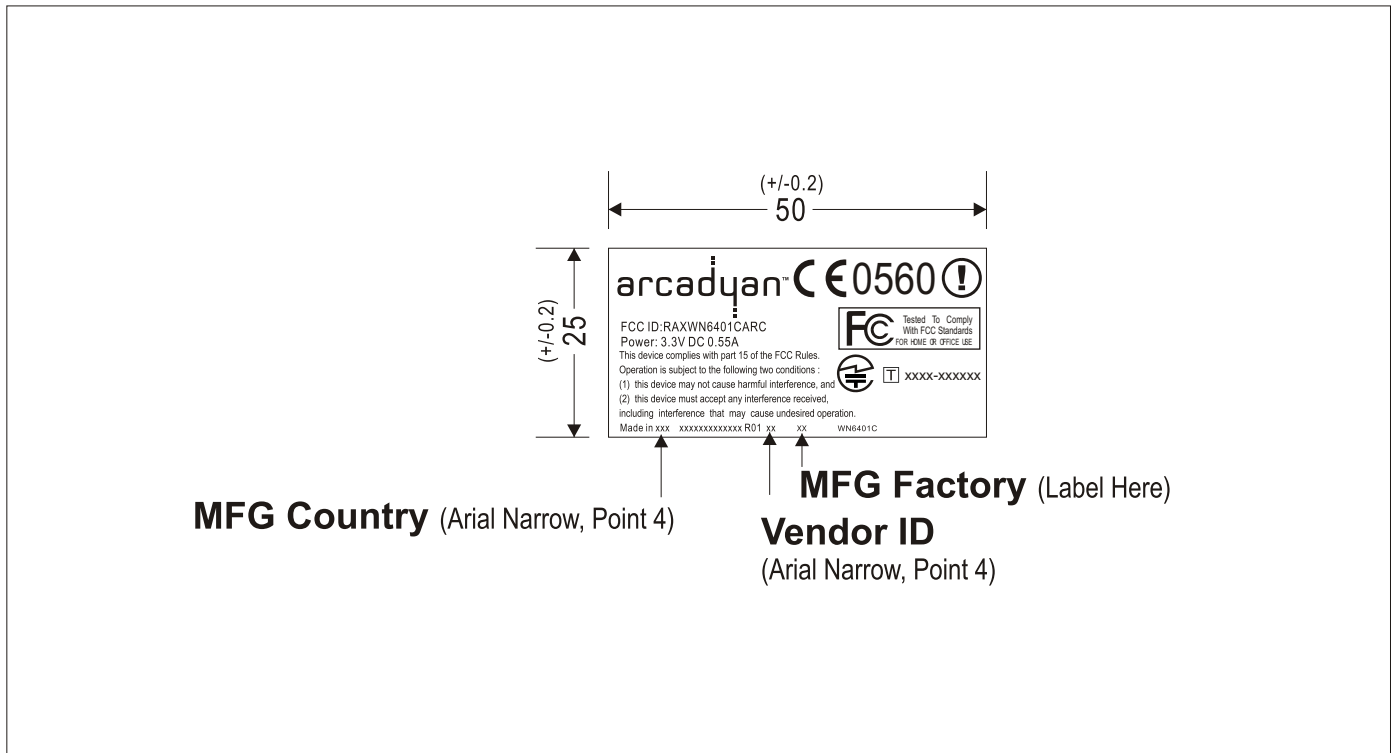 (+/-0.2)
50
(+/-0.2)
25
arcadyan™ CE0560
FCC ID:RAXWN6401CARC
Power: 3.3V DC 0.55A
FC Tested To Comply
With FCC Standards
FOR HOME OR OFFICE USE
This device complies with part 15 of the FCC Rules.
Operation is subject to the following two conditions :
(1) this device may not cause harmful interference, and
(2) this device must accept any interference received,
including interference that may cause undesired operation.
T xxxx-xxxxxx
Made in xxx xxxxxxxxxxxxx R01 xx xx WN6401C
MFG Factory (Label Here)
MFG Country (Arial Narrow, Point 4)
Vendor ID
(Arial Narrow, Point 4)